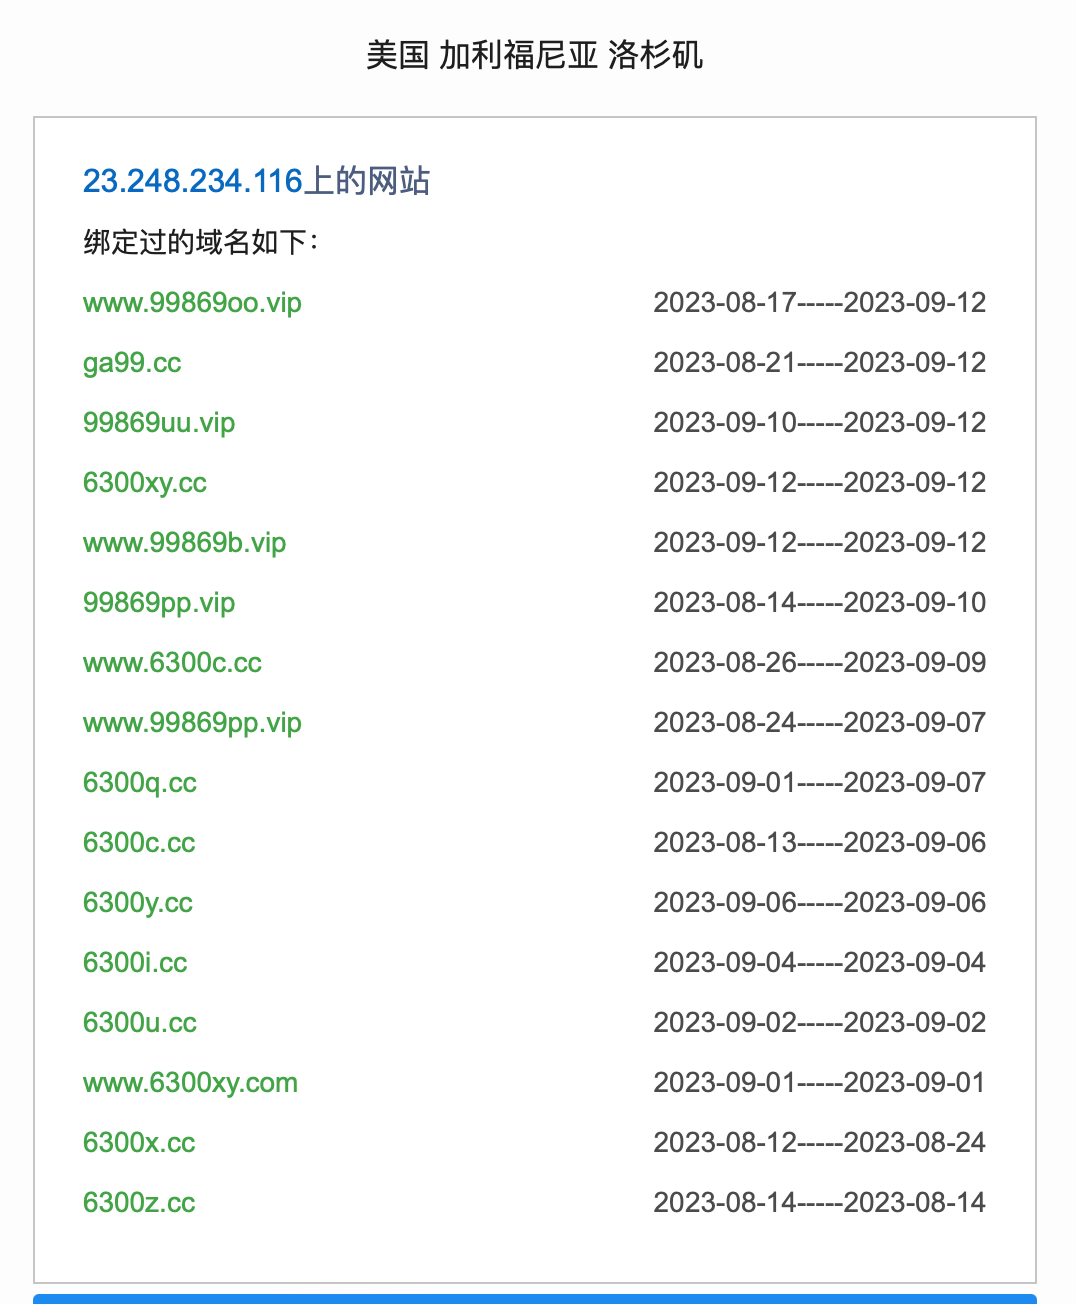 美国 加利福尼亚 洛杉矶
23.248.234.116上的网站
绑定过的域名如下：
www.99869oo.vip 2023-08-17-----2023-09-12
ga99.cc 2023-08-21-----2023-09-12
99869uu.vip 2023-09-10-----2023-09-12
6300xy.cc 2023-09-12-----2023-09-12
www.99869b.vip 2023-09-12-----2023-09-12
99869pp.vip 2023-08-14-----2023-09-10
www.6300c.cc 2023-08-26-----2023-09-09
www.99869pp.vip 2023-08-24-----2023-09-07
6300q.cc 2023-09-01-----2023-09-07
6300c.cc 2023-08-13-----2023-09-06
6300y.cc 2023-09-06-----2023-09-06
6300i.cc 2023-09-04-----2023-09-04
6300u.cc 2023-09-02-----2023-09-02
www.6300xy.com 2023-09-01-----2023-09-01
6300x.cc 2023-08-12-----2023-08-24
6300z.cc 2023-08-14-----2023-08-14